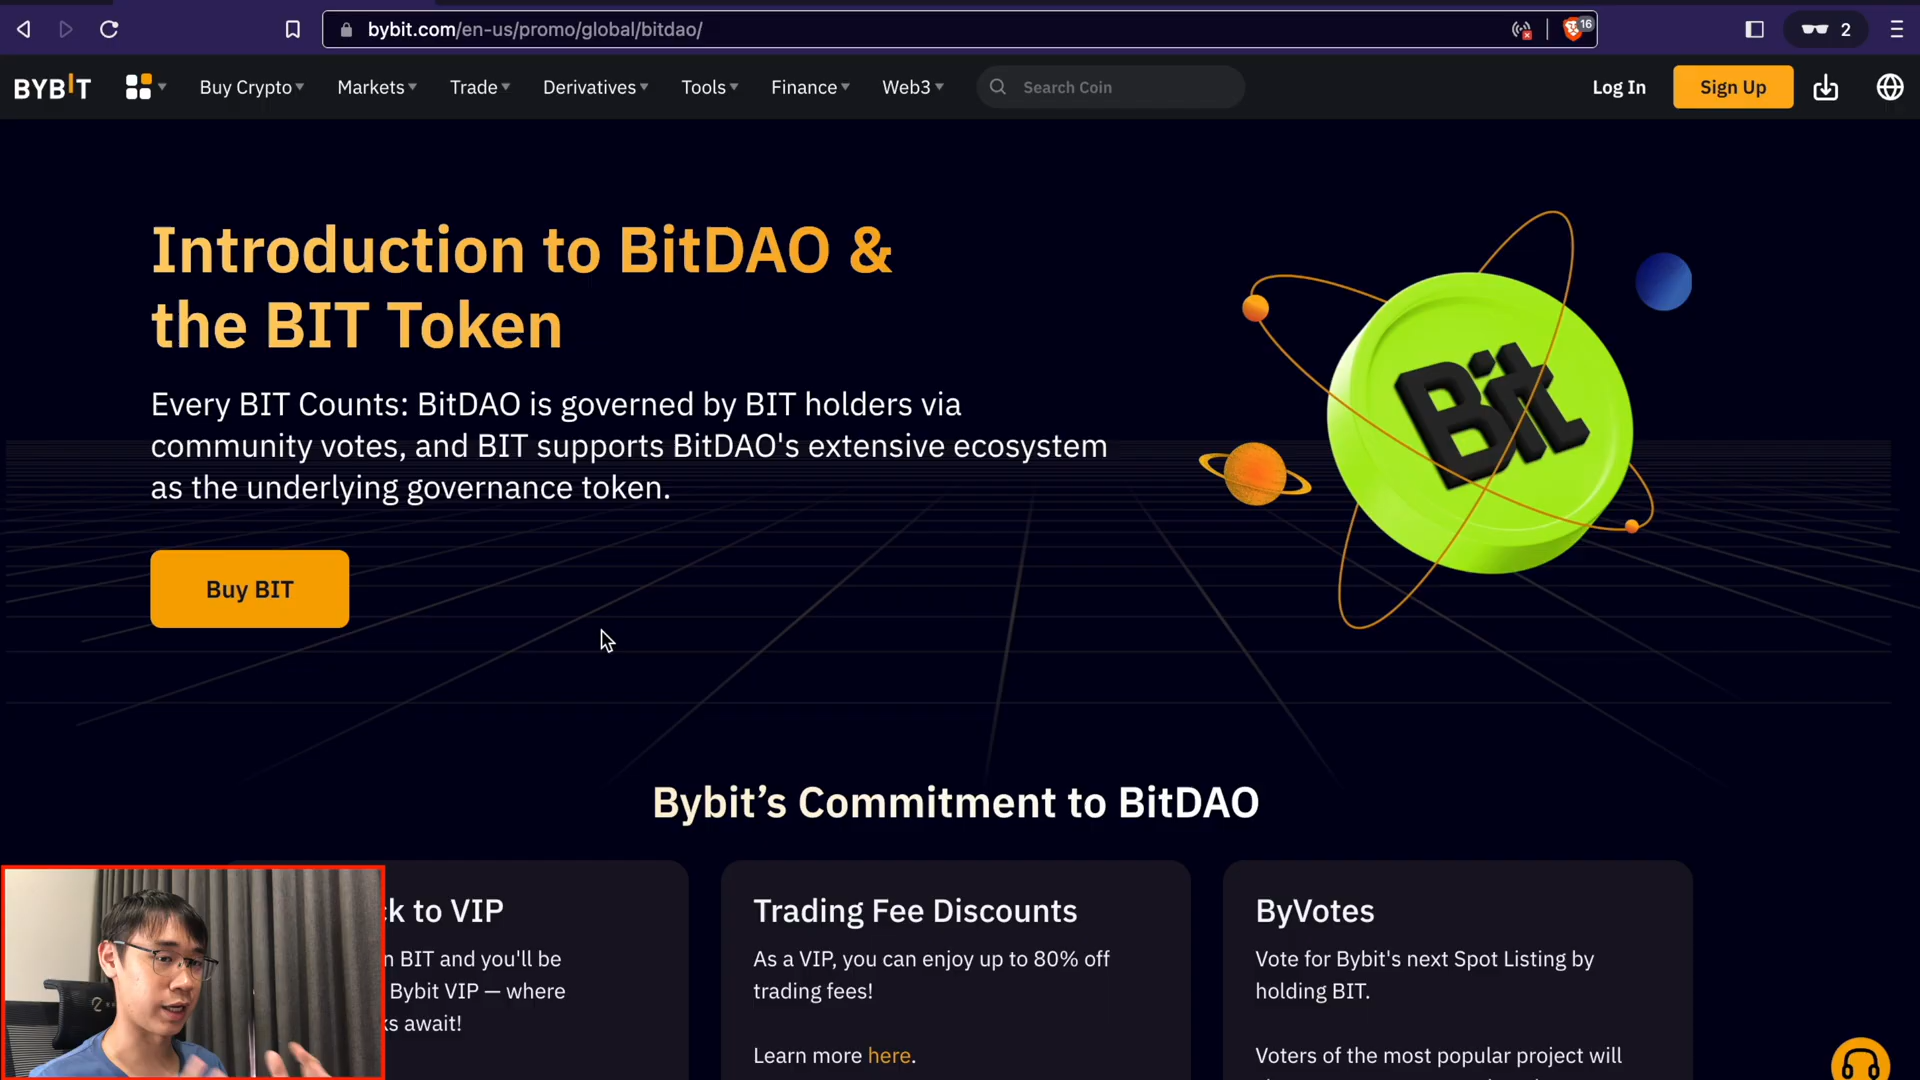 bybit.com/en-us/promo/global/bitdao/
16
2
BYBIT
Buy Crypto
Markets
Trade
Derivatives
Tools
Finance
Web3
Search Coin
Log In
Sign Up
Introduction to BitDAO &
the BIT Token
Every BIT Counts: BitDAO is governed by BIT holders via
community votes, and BIT supports BitDAO's extensive ecosystem
as the underlying governance token.
Buy BIT
Bit
Bybit’s Commitment to BitDAO
to VIP
BIT and you'll be
Bybit VIP — where
await!
Trading Fee Discounts
As a VIP, you can enjoy up to 80% off
trading fees!
Learn more here.
ByVotes
Vote for Bybit's next Spot Listing by
holding BIT.
Voters of the most popular project will